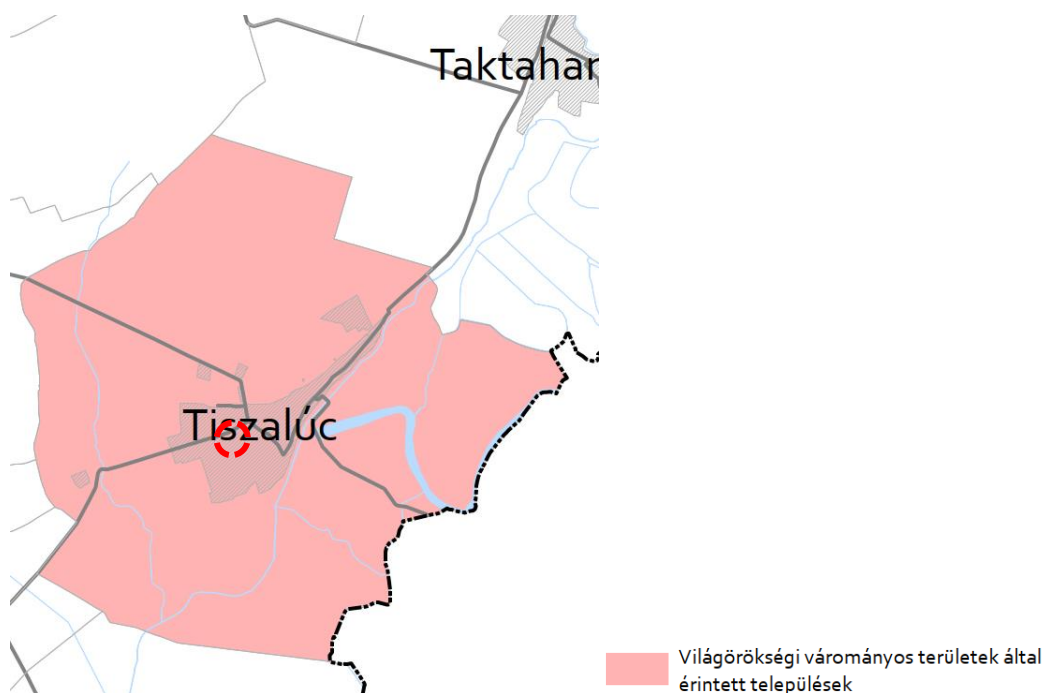 Taktahar
Tiszalúc
Világörökségi várományos területek által
érintett települések